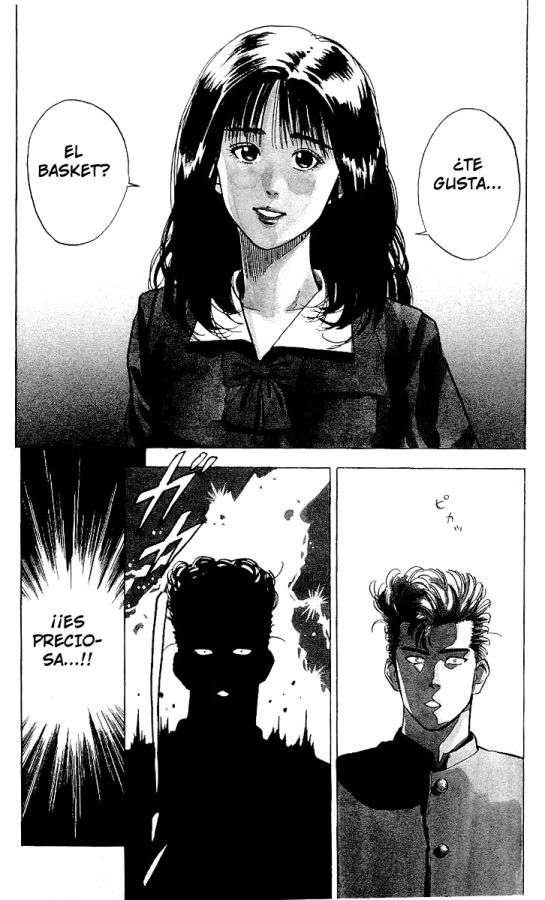 ¿TE
GUSTA...
EL
BASKET?
ピカッ
¡¡ES
PRECIO-
SA...!!